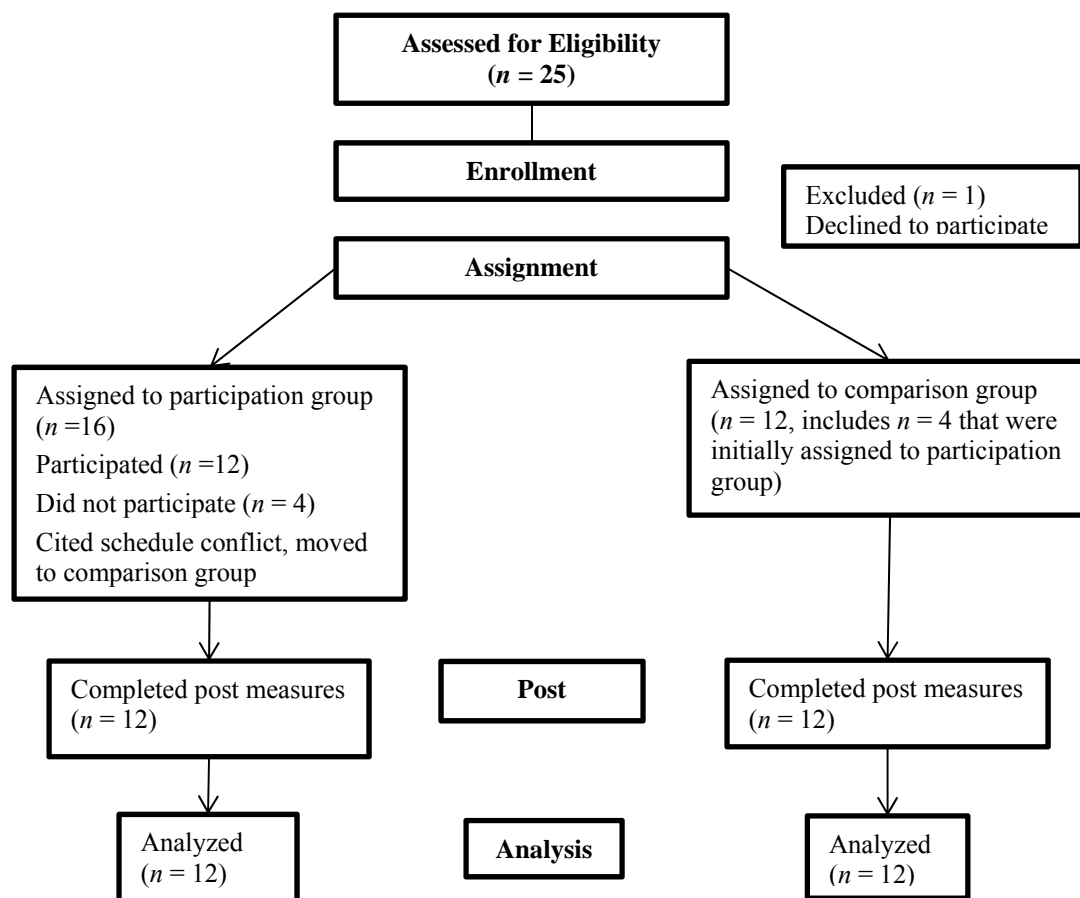 Assessed for Eligibility
(n = 25)
Enrollment
Excluded (n = 1)
Declined to participate
Assignment
Assigned to participation group
(n =16)
Participated (n =12)
Did not participate (n = 4)
Cited schedule conflict, moved
to comparison group
Assigned to comparison group
(n = 12, includes n = 4 that were
initially assigned to participation
group)
Completed post measures
(n = 12)
Post
Completed post measures
(n = 12)
Analyzed
(n = 12)
Analysis
Analyzed
(n = 12)